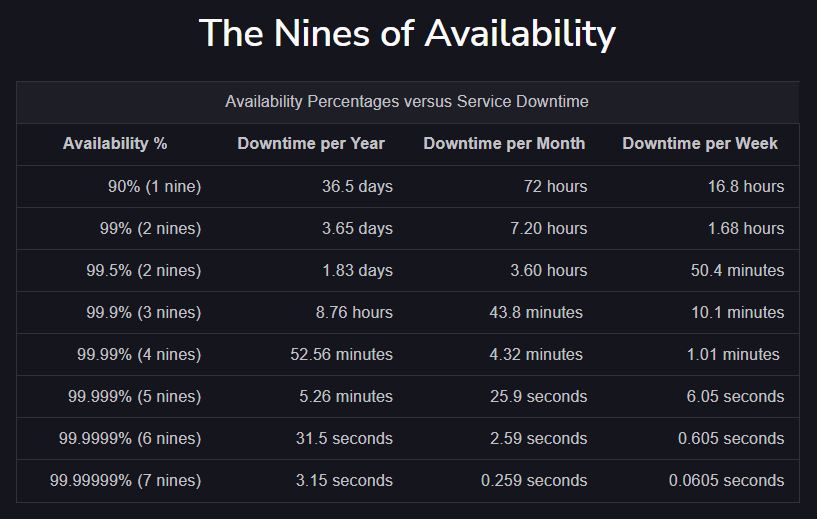 The Nines of Availability
Availability Percentages versus Service Downtime
Availability % Downtime per Year Downtime per Month Downtime per Week
90% (1 nine) 36.5 days 72 hours 16.8 hours
99% (2 nines) 3.65 days 7.20 hours 1.68 hours
99.5% (2 nines) 1.83 days 3.60 hours 50.4 minutes
99.9% (3 nines) 8.76 hours 43.8 minutes 10.1 minutes
99.99% (4 nines) 52.56 minutes 4.32 minutes 1.01 minutes
99.999% (5 nines) 5.26 minutes 25.9 seconds 6.05 seconds
99.9999% (6 nines) 31.5 seconds 2.59 seconds 0.605 seconds
99.99999% (7 nines) 3.15 seconds 0.259 seconds 0.0605 seconds